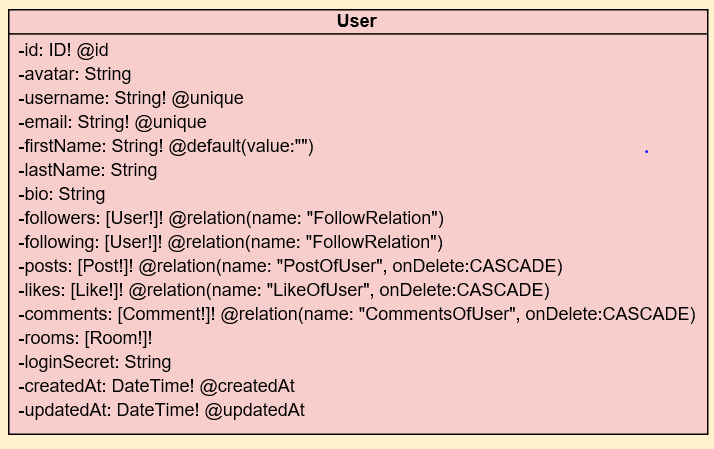 User
-id: ID! @id
-avatar: String
-username: String! @unique
-email: String! @unique
-firstName: String! @default(value:"")
-lastName: String
-bio: String
-followers: [User!]! @relation(name: "FollowRelation")
-following: [User!]! @relation(name: "FollowRelation")
-posts: [Post!]! @relation(name: "PostOfUser", onDelete:CASCADE)
-likes: [Like!]! @relation(name: "LikeOfUser", onDelete:CASCADE)
-comments: [Comment!]! @relation(name: "CommentsOfUser", onDelete:CASCADE)
-rooms: [Room!]!
-loginSecret: String
-createdAt: DateTime! @createdAt
-updatedAt: DateTime! @updatedAt